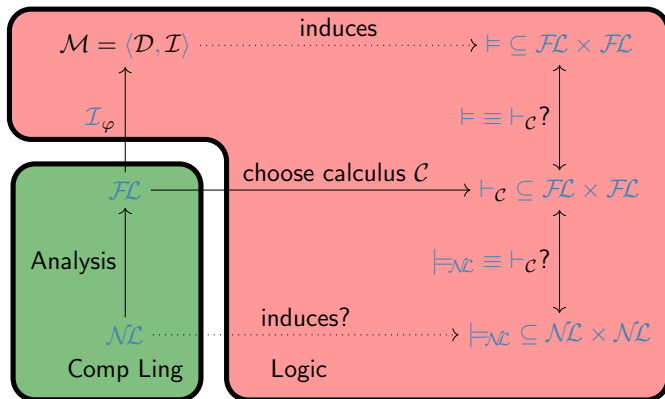 induces
ℳ = ⟨𝒟, ℐ⟩ ⊨ ⊆ ℱℒ × ℱℒ
ℐ_φ ⊨ ≡ ⊢_𝒞?
choose calculus 𝒞
ℱℒ ⊢_𝒞 ⊆ ℱℒ × ℱℒ
Analysis ⊨_𝒩ℒ ≡ ⊢_𝒞?
induces?
𝒩ℒ ⊨_𝒩ℒ ⊆ 𝒩ℒ × 𝒩ℒ
Comp Ling Logic